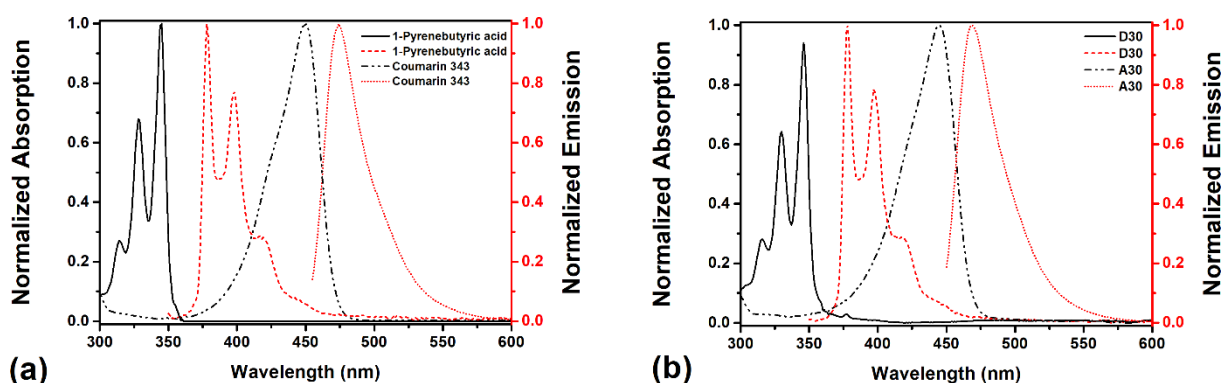 1.0
0.8
0.6
0.4
0.2
0.0
Normalized Absorption
300 350 400 450 500 550 600
Wavelength (nm)
1-Pyrenebutyric acid
1-Pyrenebutyric acid
Coumarin 343
Coumarin 343
1.0
0.8
0.6
0.4
0.2
0.0
Normalized Emission
(a)
1.0
0.8
0.6
0.4
0.2
0.0
Normalized Absorption
300 350 400 450 500 550 600
Wavelength (nm)
D30
D30
A30
A30
1.0
0.8
0.6
0.4
0.2
0.0
Normalized Emission
(b)